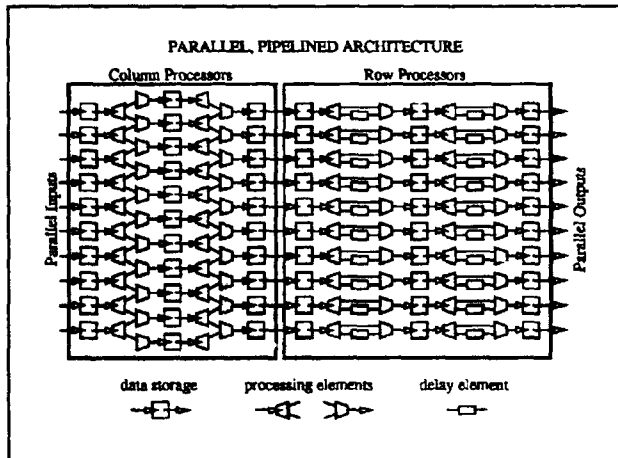 PARALLEL, PIPELINED ARCHITECTURE
Column Processors
Row Processors
Parallel Inputs
Parallel Outputs
data storage
processing elements
delay element